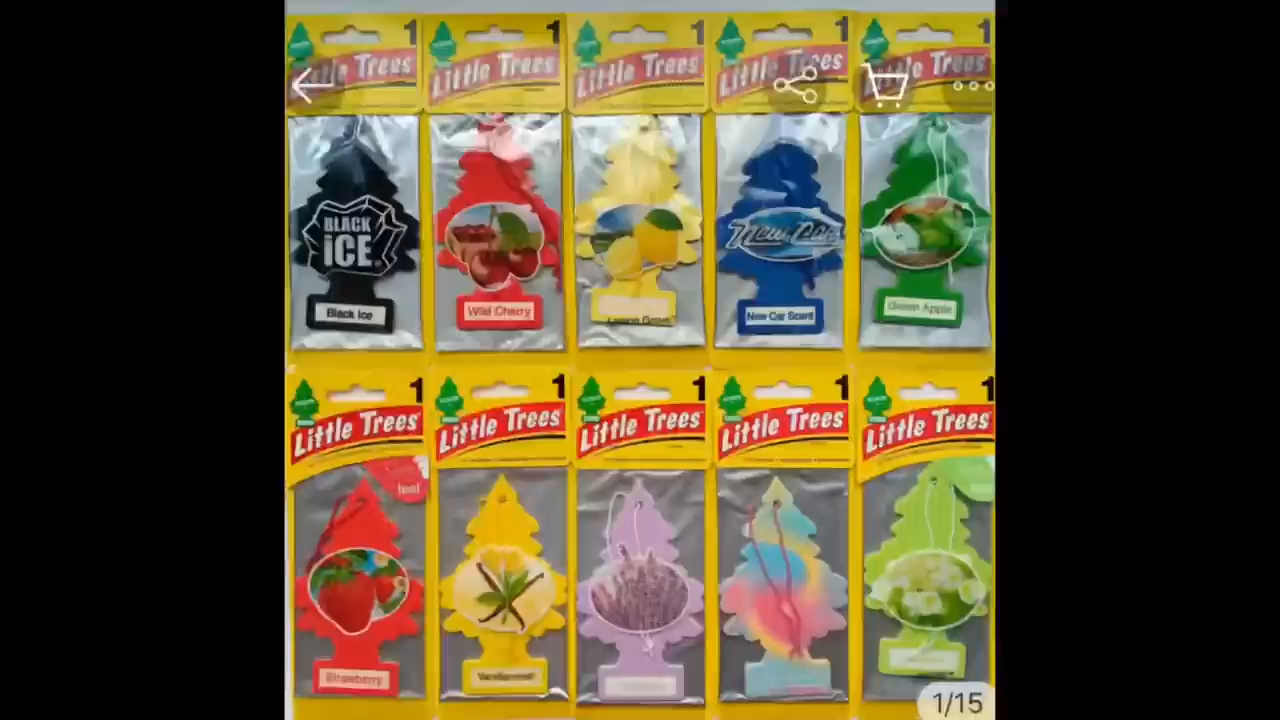 1 1 1 1 1
Little Trees Little Trees Little Trees Little Trees Little Trees
BLACK
iCE
New Car
Black Ice Wild Cherry New Car Scent Green Apple
1 1 1 1 1
Little Trees Little Trees Little Trees Little Trees Little Trees
Strawberry Vanillaroma
1/15